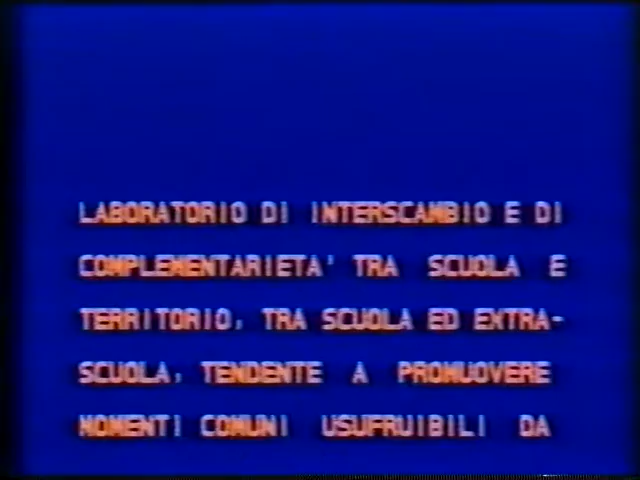 LABORATORIO DI INTERSCAMBIO E DI
COMPLEMENTARIETA' TRA SCUOLA E
TERRITORIO, TRA SCUOLA ED EXTRA-
SCUOLA, TENDENTE A PROMUOVERE
MOMENTI COMUNI USUFRUIBILI DA